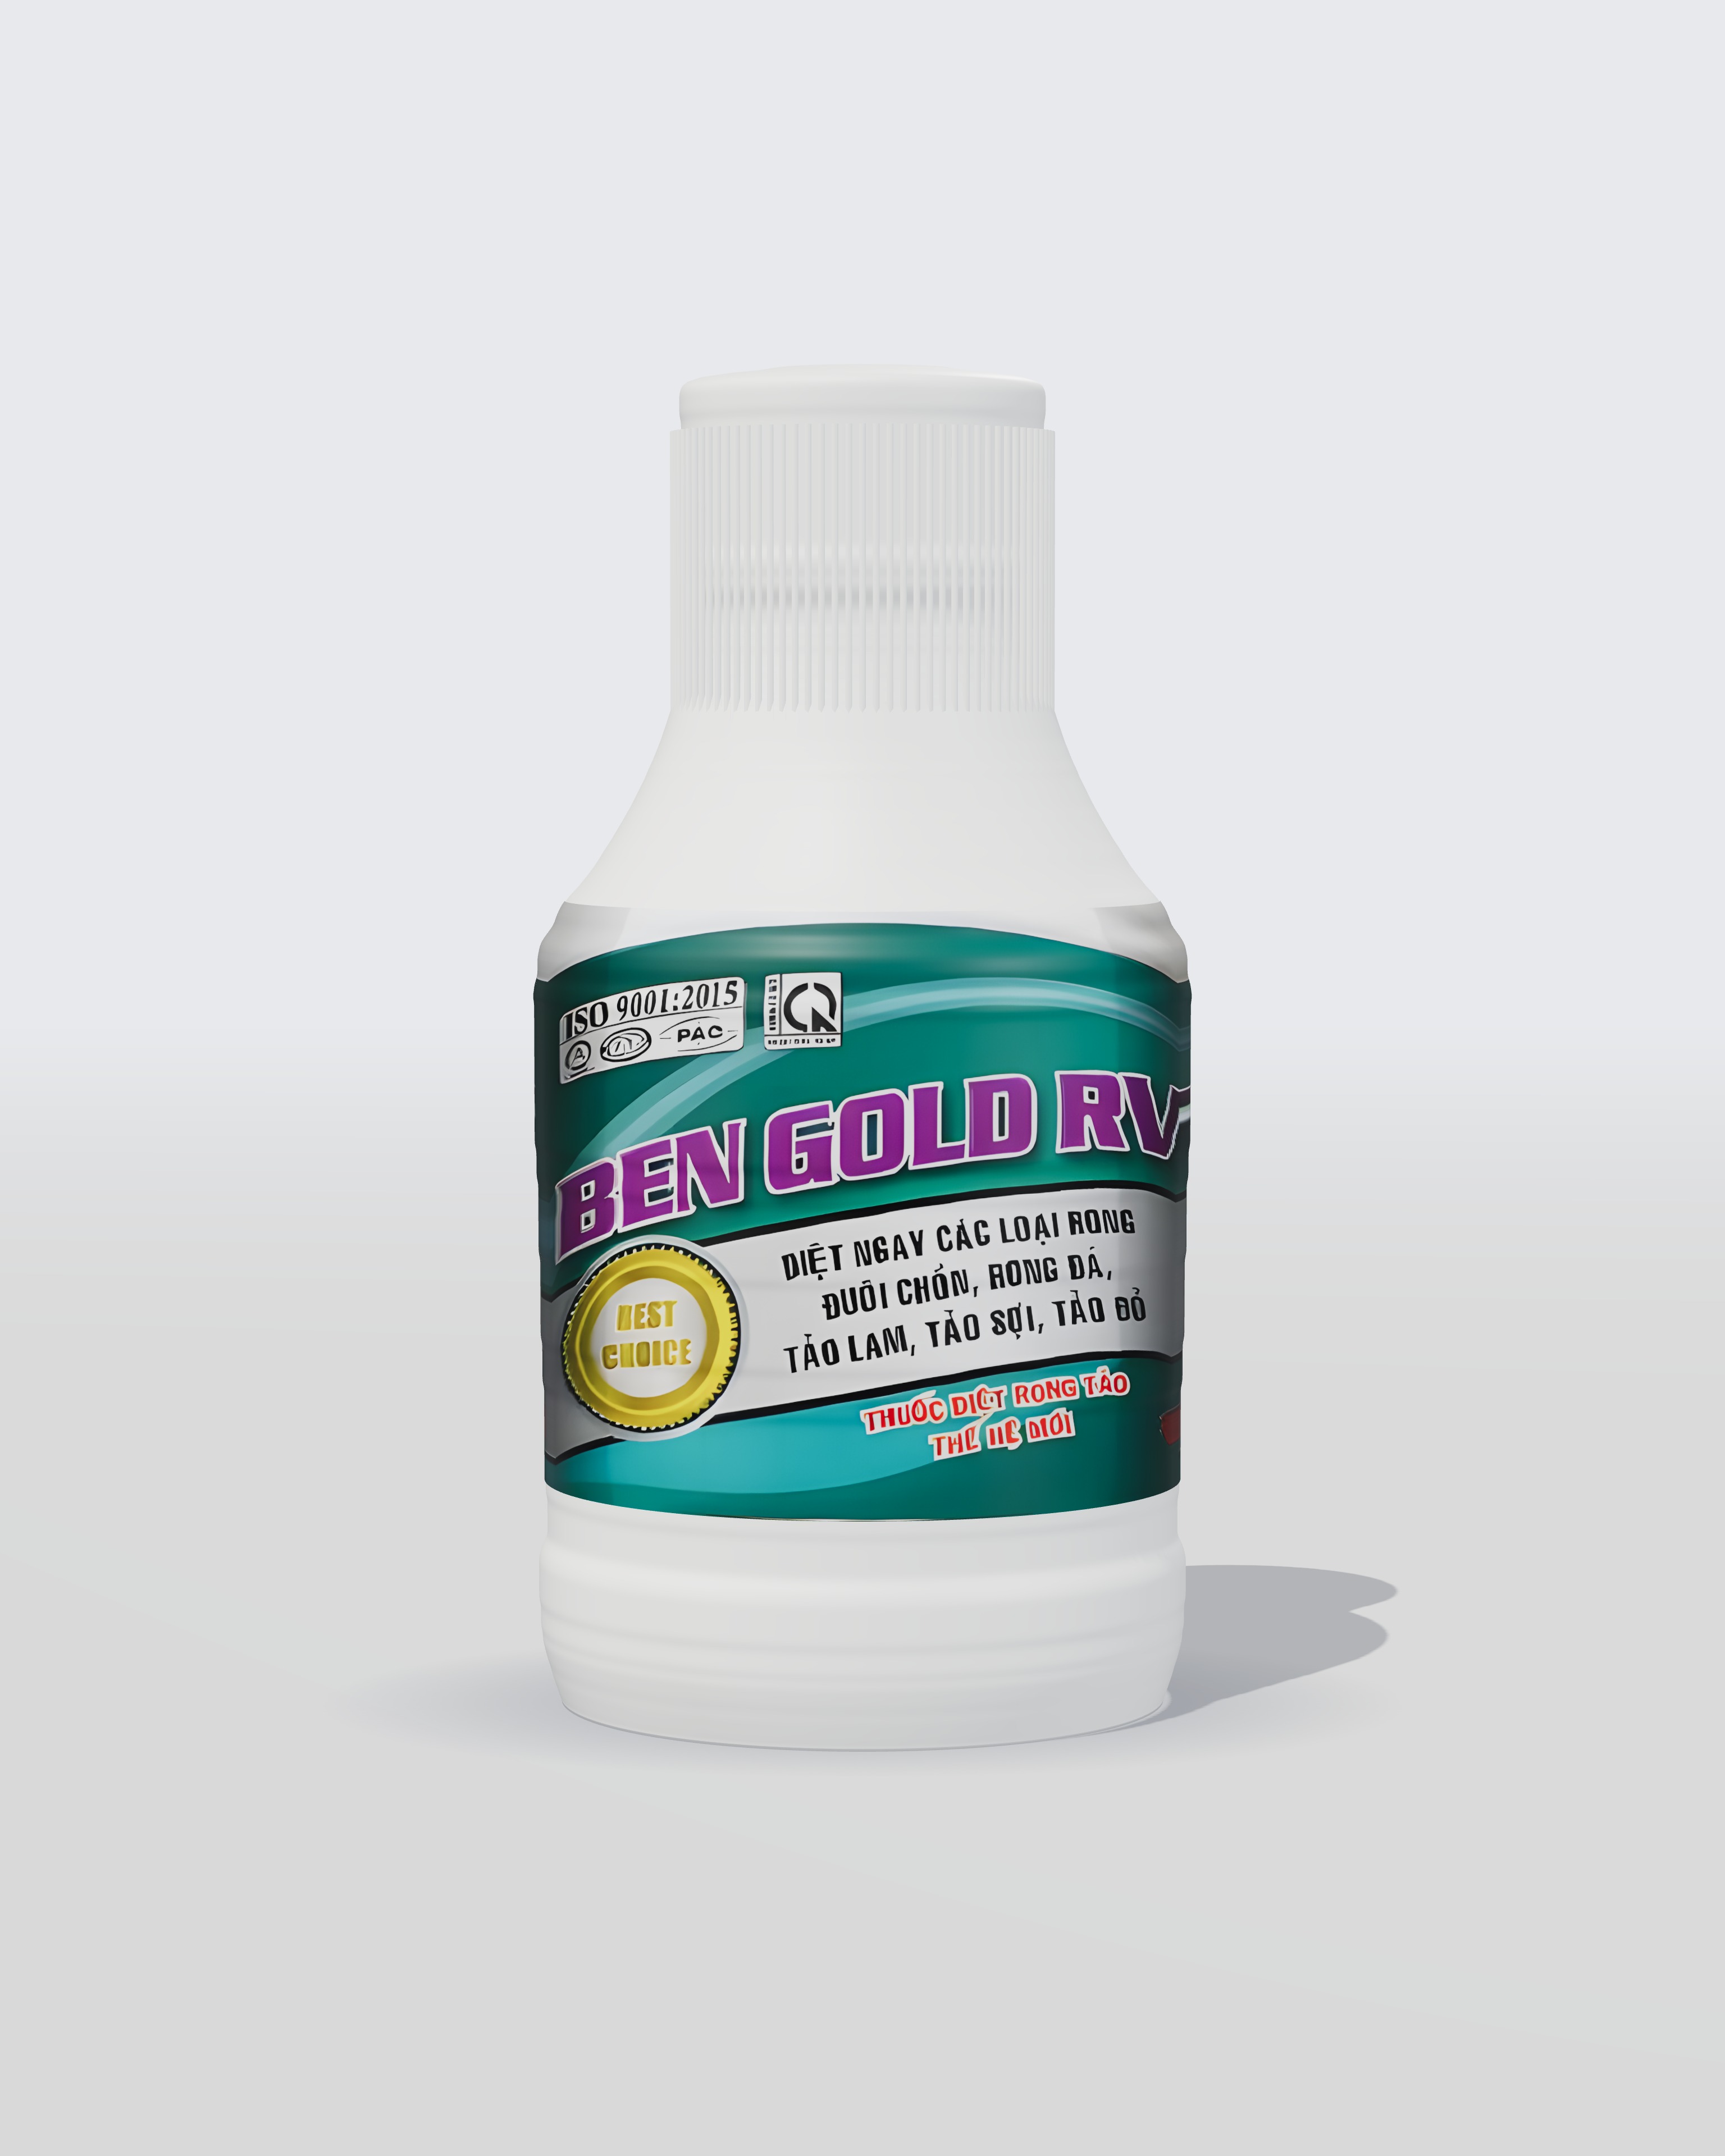 ISO 9001:2015
PAC
BEN GOLD RV
DIỆT NGAY CÁC LOẠI RONG
ĐUÔI CHỒN, RONG ĐÁ,
TẢO LAM, TẢO SỢI, TẢO ĐỎ
BEST
CHOICE
THUỐC DIỆT RONG TẢO
THẾ HỆ MỚI